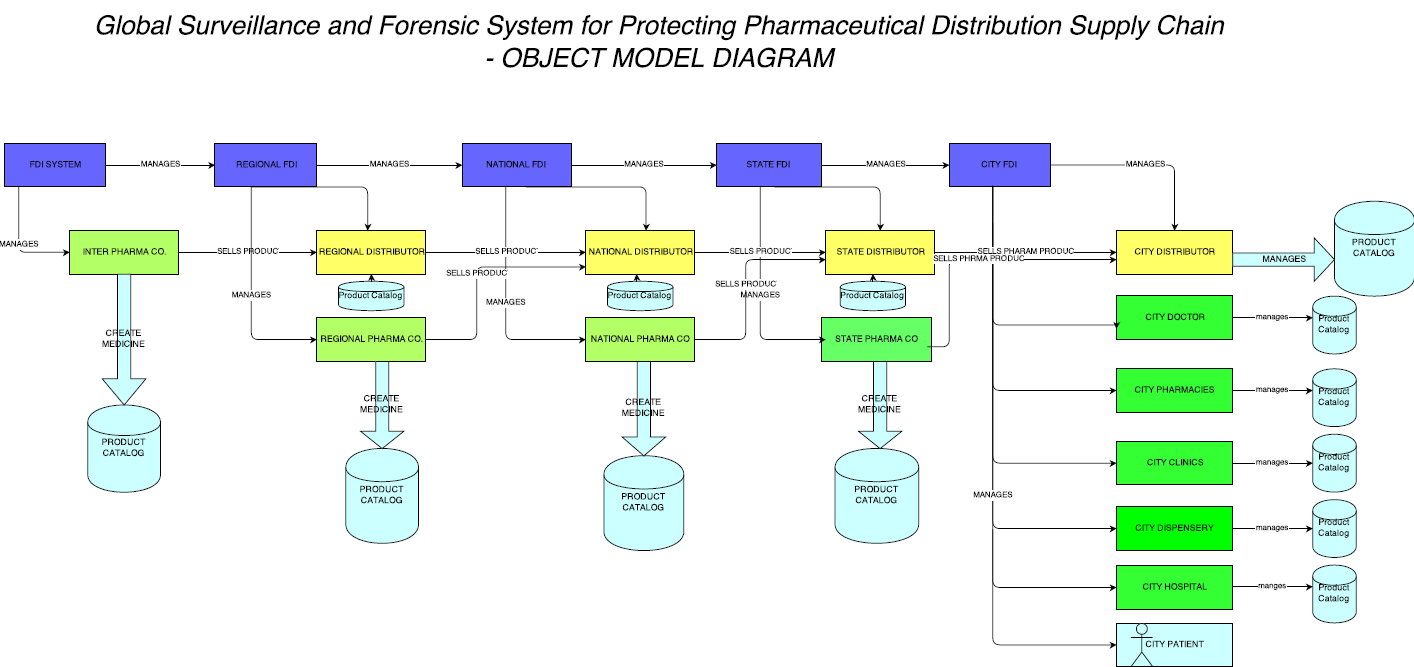 Global Surveillance and Forensic System for Protecting Pharmaceutical Distribution Supply Chain
- OBJECT MODEL DIAGRAM
FDI SYSTEM
MANAGES
REGIONAL FDI
MANAGES
NATIONAL FDI
MANAGES
STATE FDI
MANAGES
CITY FDI
MANAGES
MANAGES
INTER PHARMA CO.
SELLS PRODUC
REGIONAL DISTRIBUTOR
SELLS PRODUC
NATIONAL DISTRIBUTOR
SELLS PRODUC
STATE DISTRIBUTOR
SELLS PHARAM PRODUC
SELLS PHRMA PRODUC
CITY DISTRIBUTOR
MANAGES
PRODUCT
CATALOG
SELLS PRODUC
SELLS PRODUC
MANAGES
Product Catalog
MANAGES
Product Catalog
MANAGES
Product Catalog
CITY DOCTOR
manages
Product
Catalog
CREATE
MEDICINE
REGIONAL PHARMA CO.
NATIONAL PHARMA CO
STATE PHARMA CO
CREATE
MEDICINE
CREATE
MEDICINE
CREATE
MEDICINE
CITY PHARMACIES
manages
Product
Catalog
PRODUCT
CATALOG
PRODUCT
CATALOG
PRODUCT
CATALOG
PRODUCT
CATALOG
CITY CLINICS
manages
Product
Catalog
MANAGES
CITY DISPENSERY
manages
Product
Catalog
CITY HOSPITAL
manges
Product
Catalog
CITY PATIENT